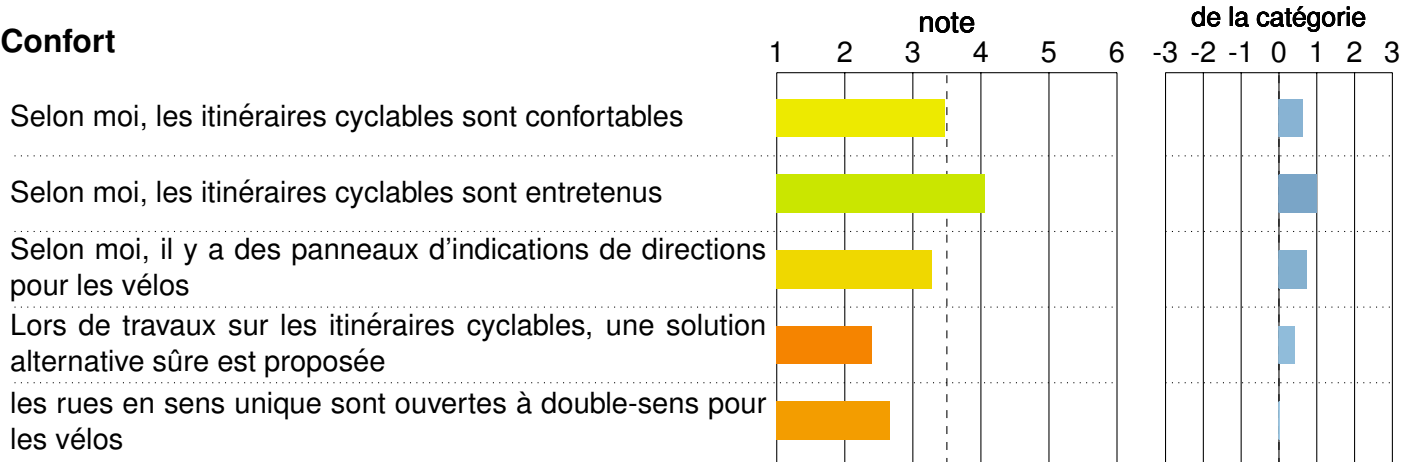 Confort
note
de la catégorie
1 2 3 4 5 6
-3 -2 -1 0 1 2 3
Selon moi, les itinéraires cyclables sont confortables
Selon moi, les itinéraires cyclables sont entretenus
Selon moi, il y a des panneaux d'indications de directions
pour les vélos
Lors de travaux sur les itinéraires cyclables, une solution
alternative sûre est proposée
les rues en sens unique sont ouvertes à double-sens pour
les vélos